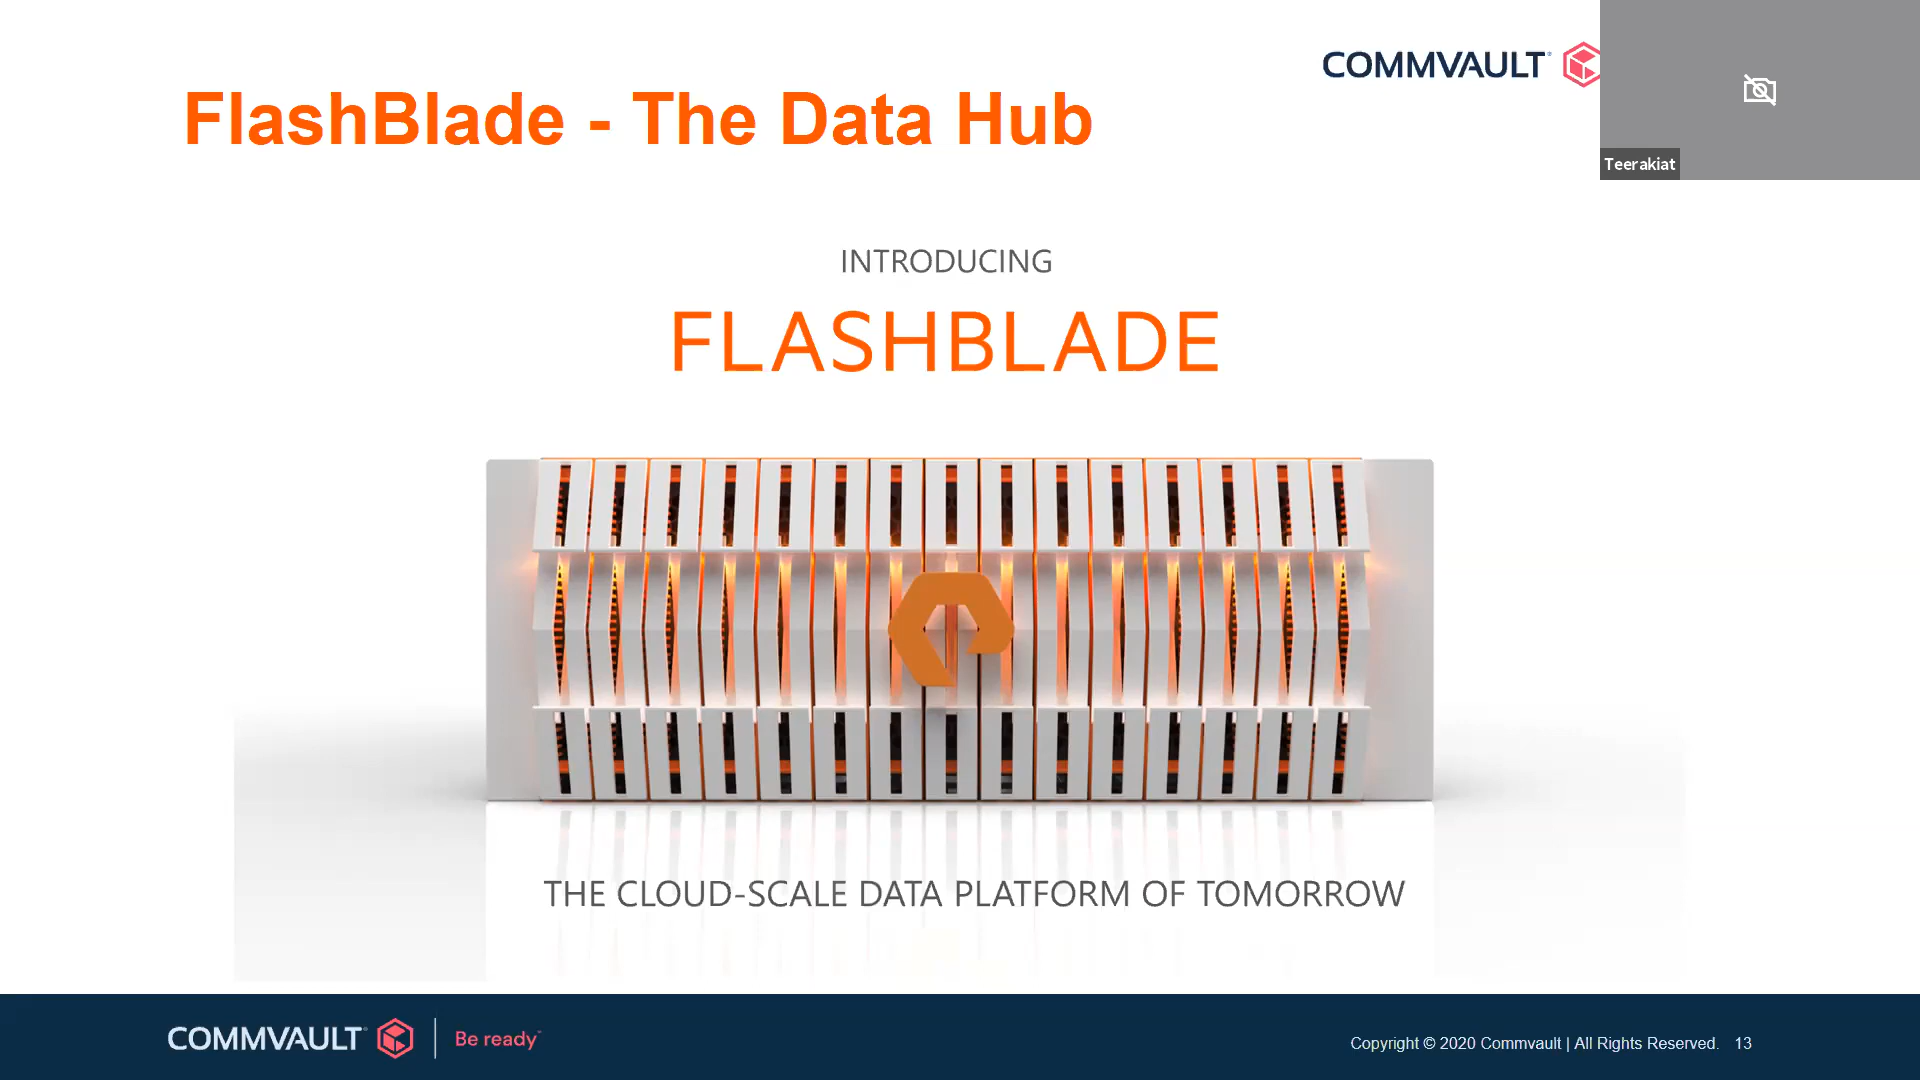 COMMVAULT
FlashBlade - The Data Hub
Teerakiat
INTRODUCING
FLASHBLADE
THE CLOUD-SCALE DATA PLATFORM OF TOMORROW
COMMVAULT Be ready™
Copyright © 2020 Commvault | All Rights Reserved. 13